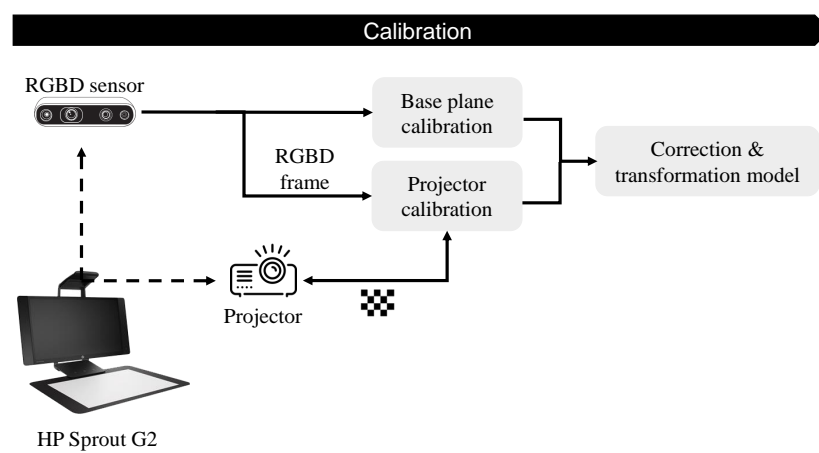 Calibration
RGBD sensor
Base plane
calibration
RGBD
frame
Projector
calibration
Correction &
transformation model
Projector
HP Sprout G2